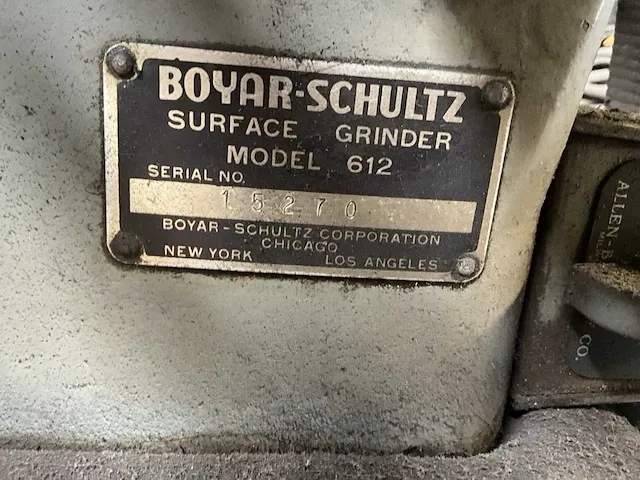 BOYAR-SCHULTZ
SURFACE GRINDER
MODEL 612
SERIAL NO.
15270
BOYAR-SCHULTZ CORPORATION
CHICAGO
NEW YORK LOS ANGELES
ALLEN-B
CO.